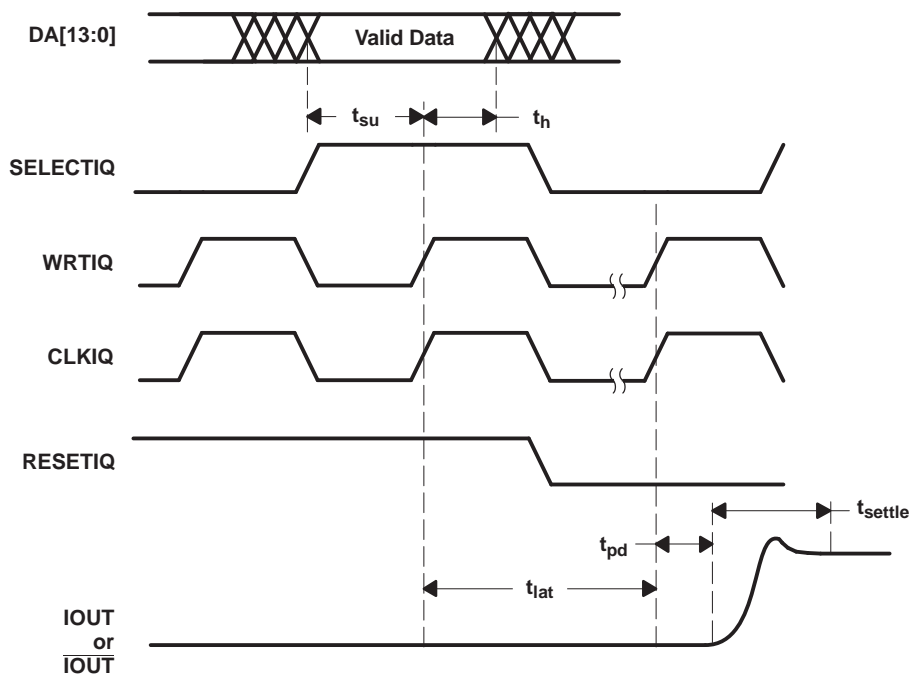 DA[13:0]
Valid Data
tsu
th
SELECTIQ
WRTIQ
CLKIQ
RESETIQ
tsettle
tpd
tlat
IOUT
or
IOUT